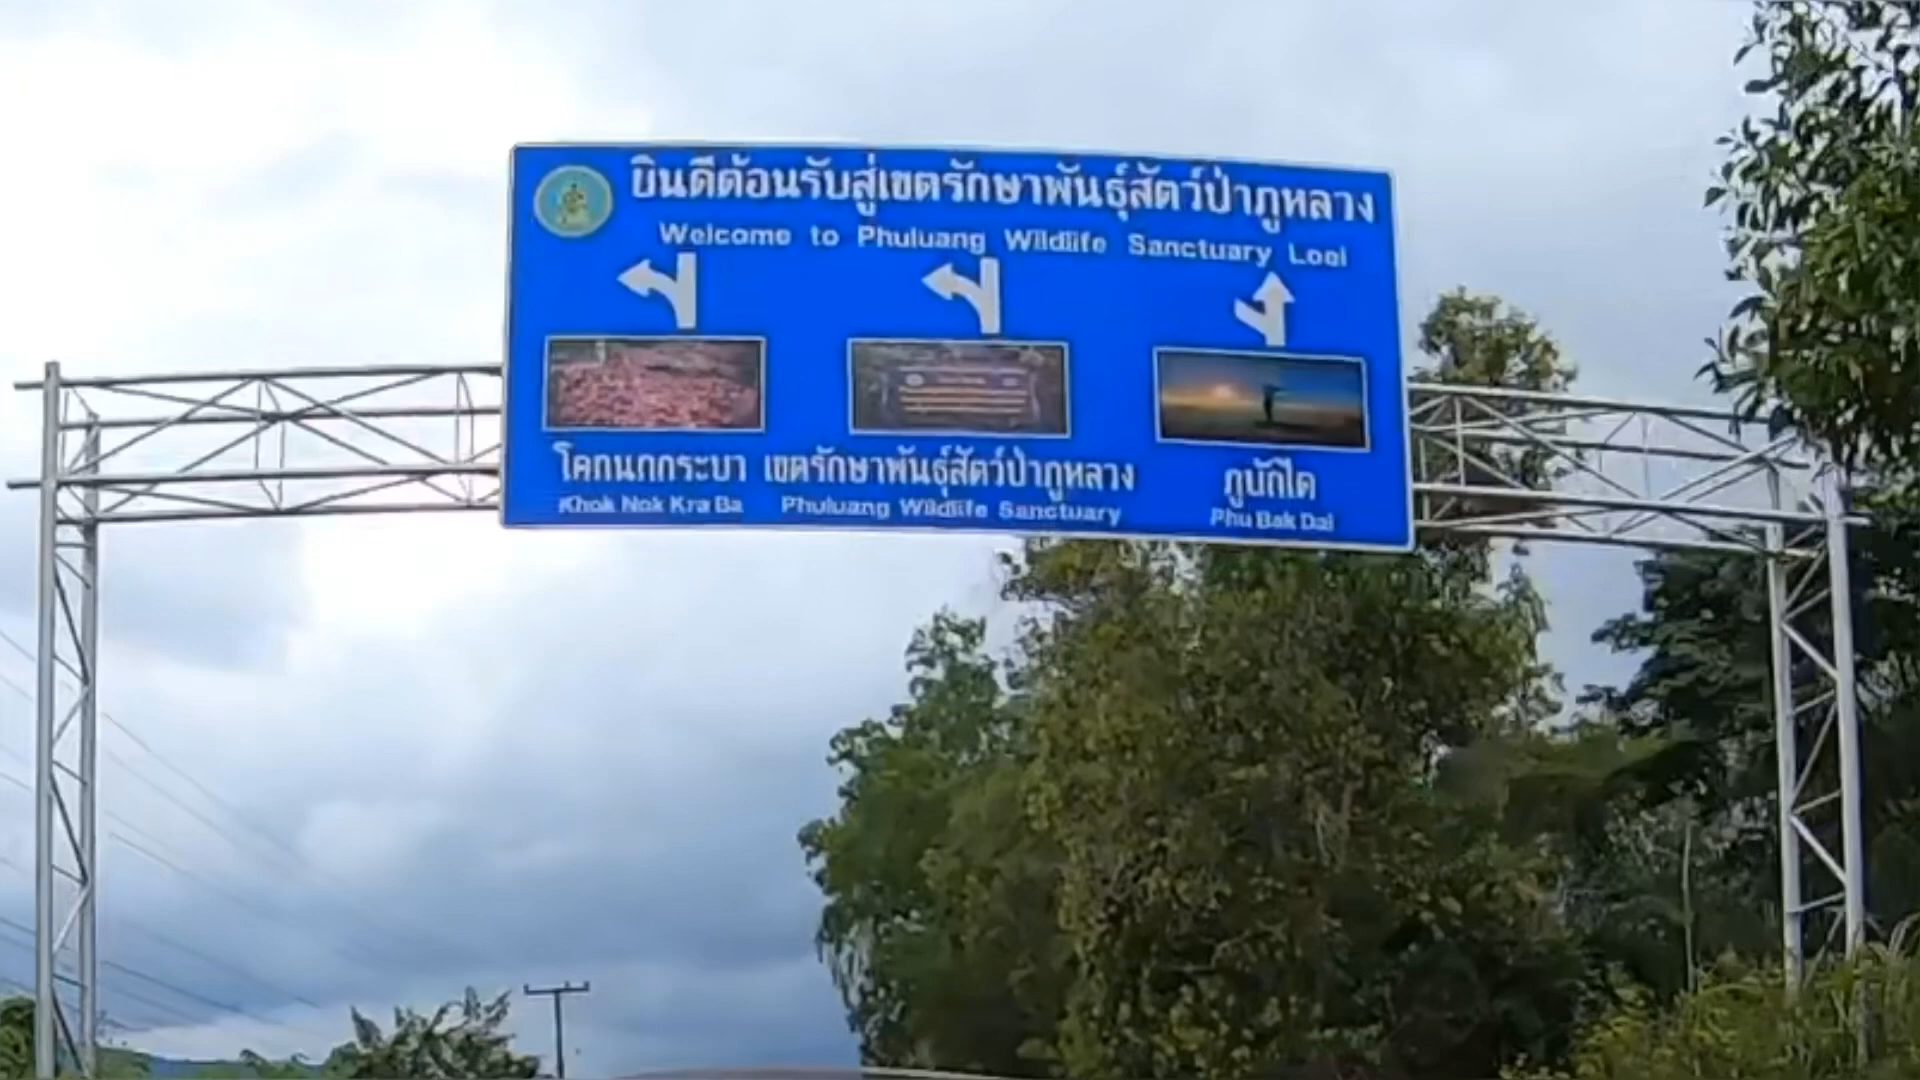 ยินดีต้อนรับสู่เขตรักษาพันธุ์สัตว์ป่าภูหลวง
Welcome to Phuluang Wildlife Sanctuary Loei
โคกนกกระบา
Khok Nok Kra Ba
เขตรักษาพันธุ์สัตว์ป่าภูหลวง
Phuluang Wildlife Sanctuary
ภูบักได
Phu Bak Dai